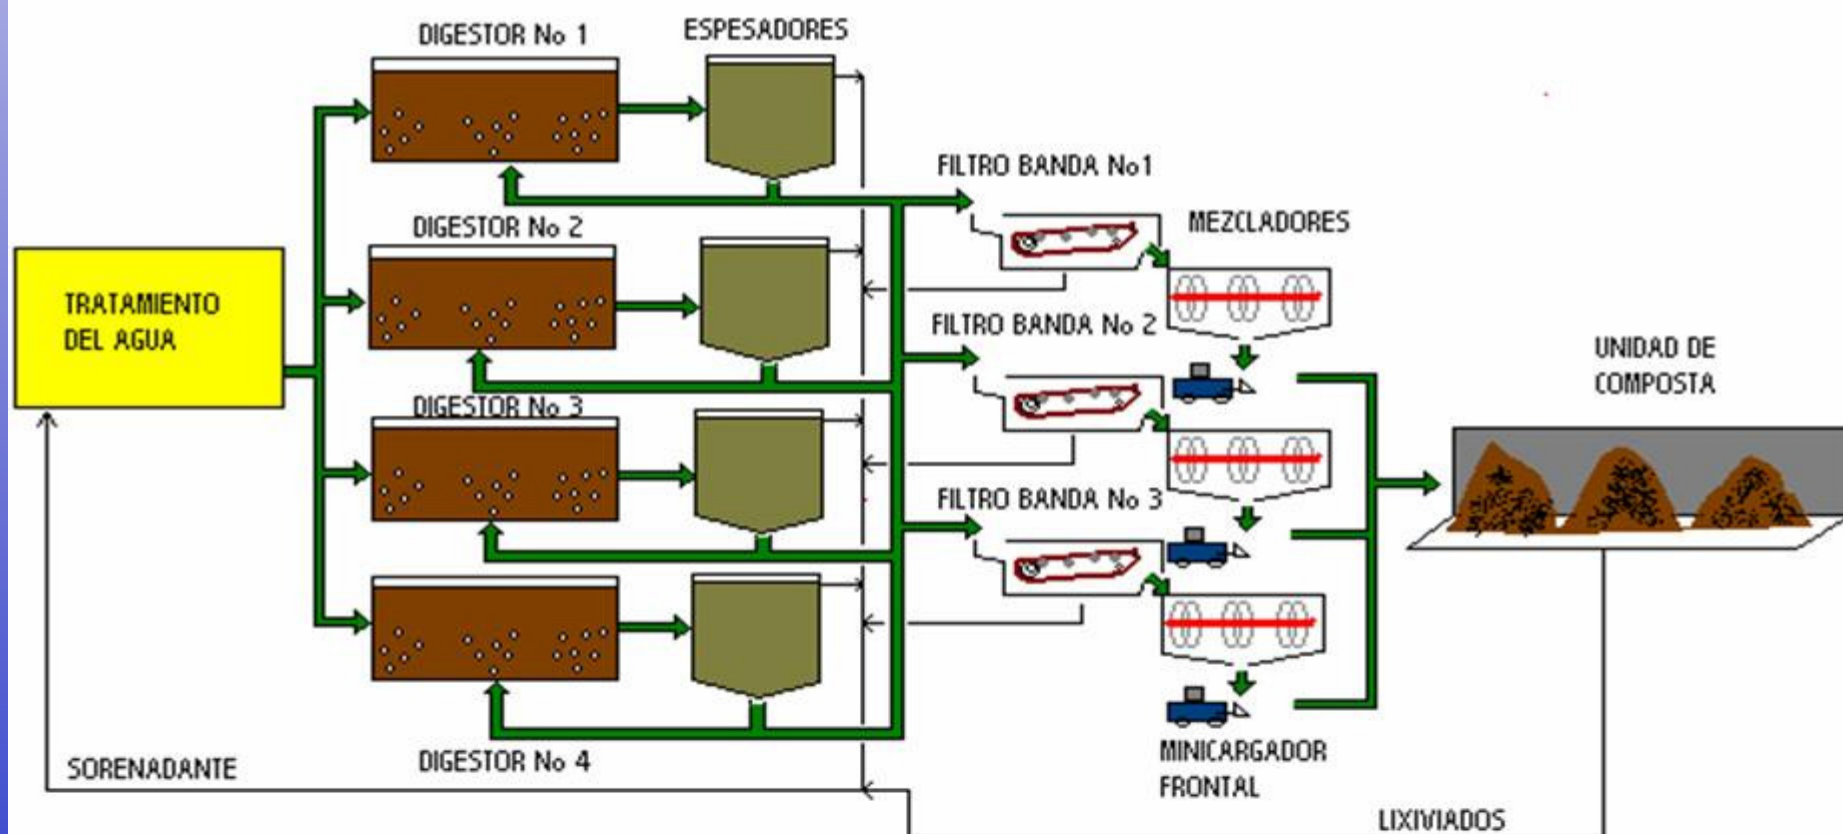 DIGESTOR No 1
ESPESADORES
FILTRO BANDA No1
DIGESTOR No 2
MEZCLADORES
TRATAMIENTO
DEL AGUA
FILTRO BANDA No 2
UNIDAD DE
COMPOSTA
DIGESTOR No 3
FILTRO BANDA No 3
DIGESTOR No 4
MINICARGADOR
FRONTAL
SORENADANTE
LIXIVIADOS